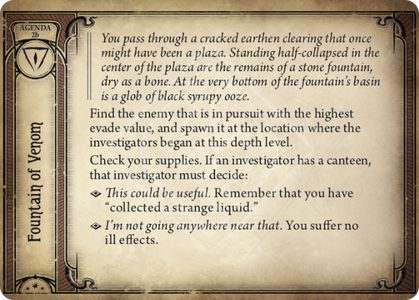 AGENDA
2b
Fountain of Venom
You pass through a cracked earthen clearing that once
might have been a plaza. Standing half-collapsed in the
center of the plaza are the remains of a stone fountain,
dry as a bone. At the very bottom of the fountain’s basin
is a glob of black syrupy ooze.
Find the enemy that is in pursuit with the highest
evade value, and spawn it at the location where the
investigators began at this depth level.
Check your supplies. If an investigator has a canteen,
that investigator must decide:
This could be useful. Remember that you have
“collected a strange liquid.”
I’m not going anywhere near that. You suffer no
ill effects.